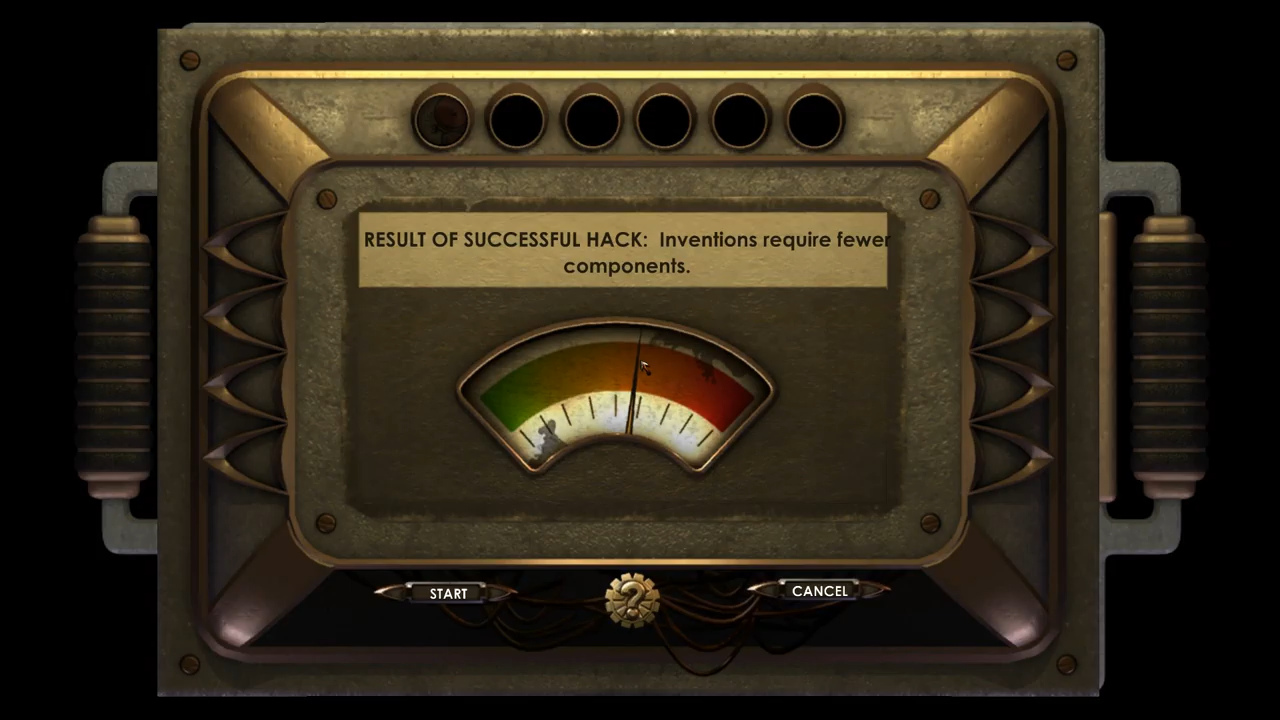 RESULT OF SUCCESSFUL HACK: Inventions require fewer
components.
START
?
CANCEL